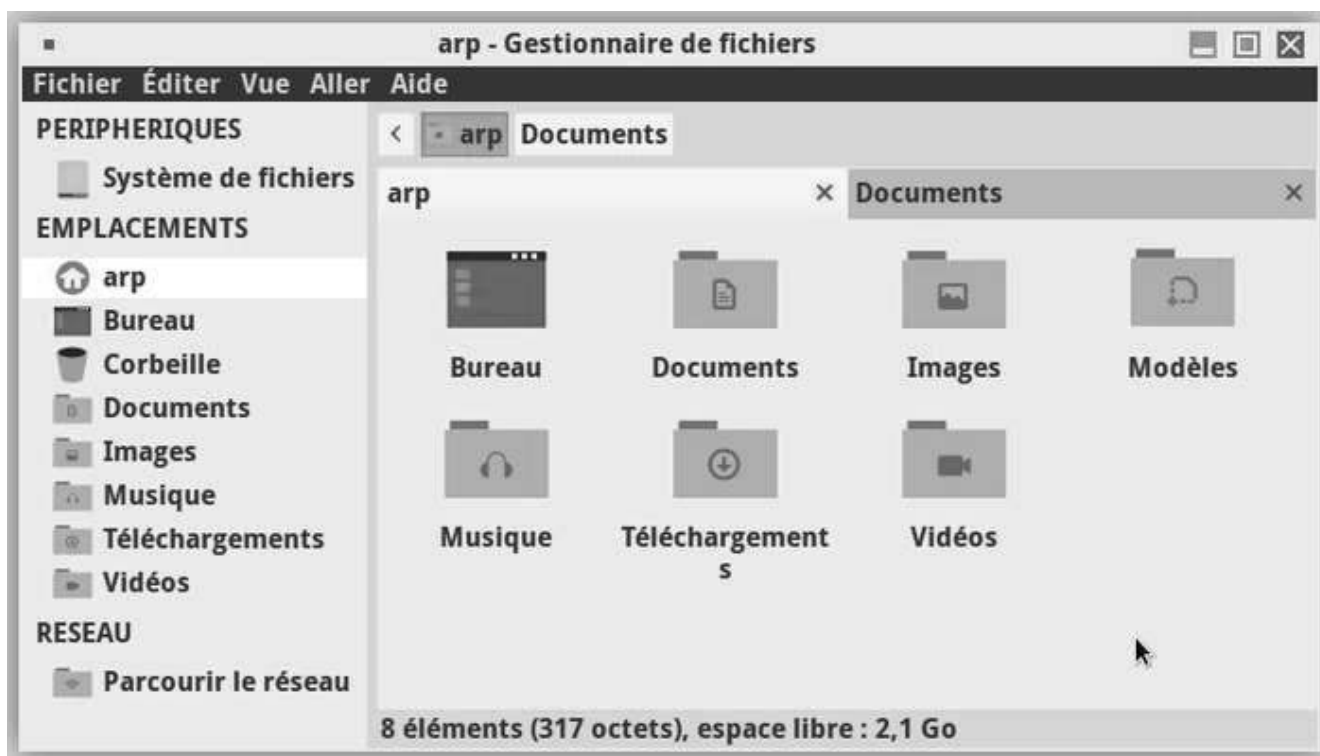 arp - Gestionnaire de fichiers
Fichier Éditer Vue Aller Aide
PERIPHERIQUES
Système de fichiers
EMPLACEMENTS
arp
Bureau
Corbeille
Documents
Images
Musique
Téléchargements
Vidéos
RESEAU
Parcourir le réseau
< arp Documents
arp × Documents ×
Bureau Documents Images Modèles
Musique Téléchargement Vidéos
s
8 éléments (317 octets), espace libre : 2,1 Go